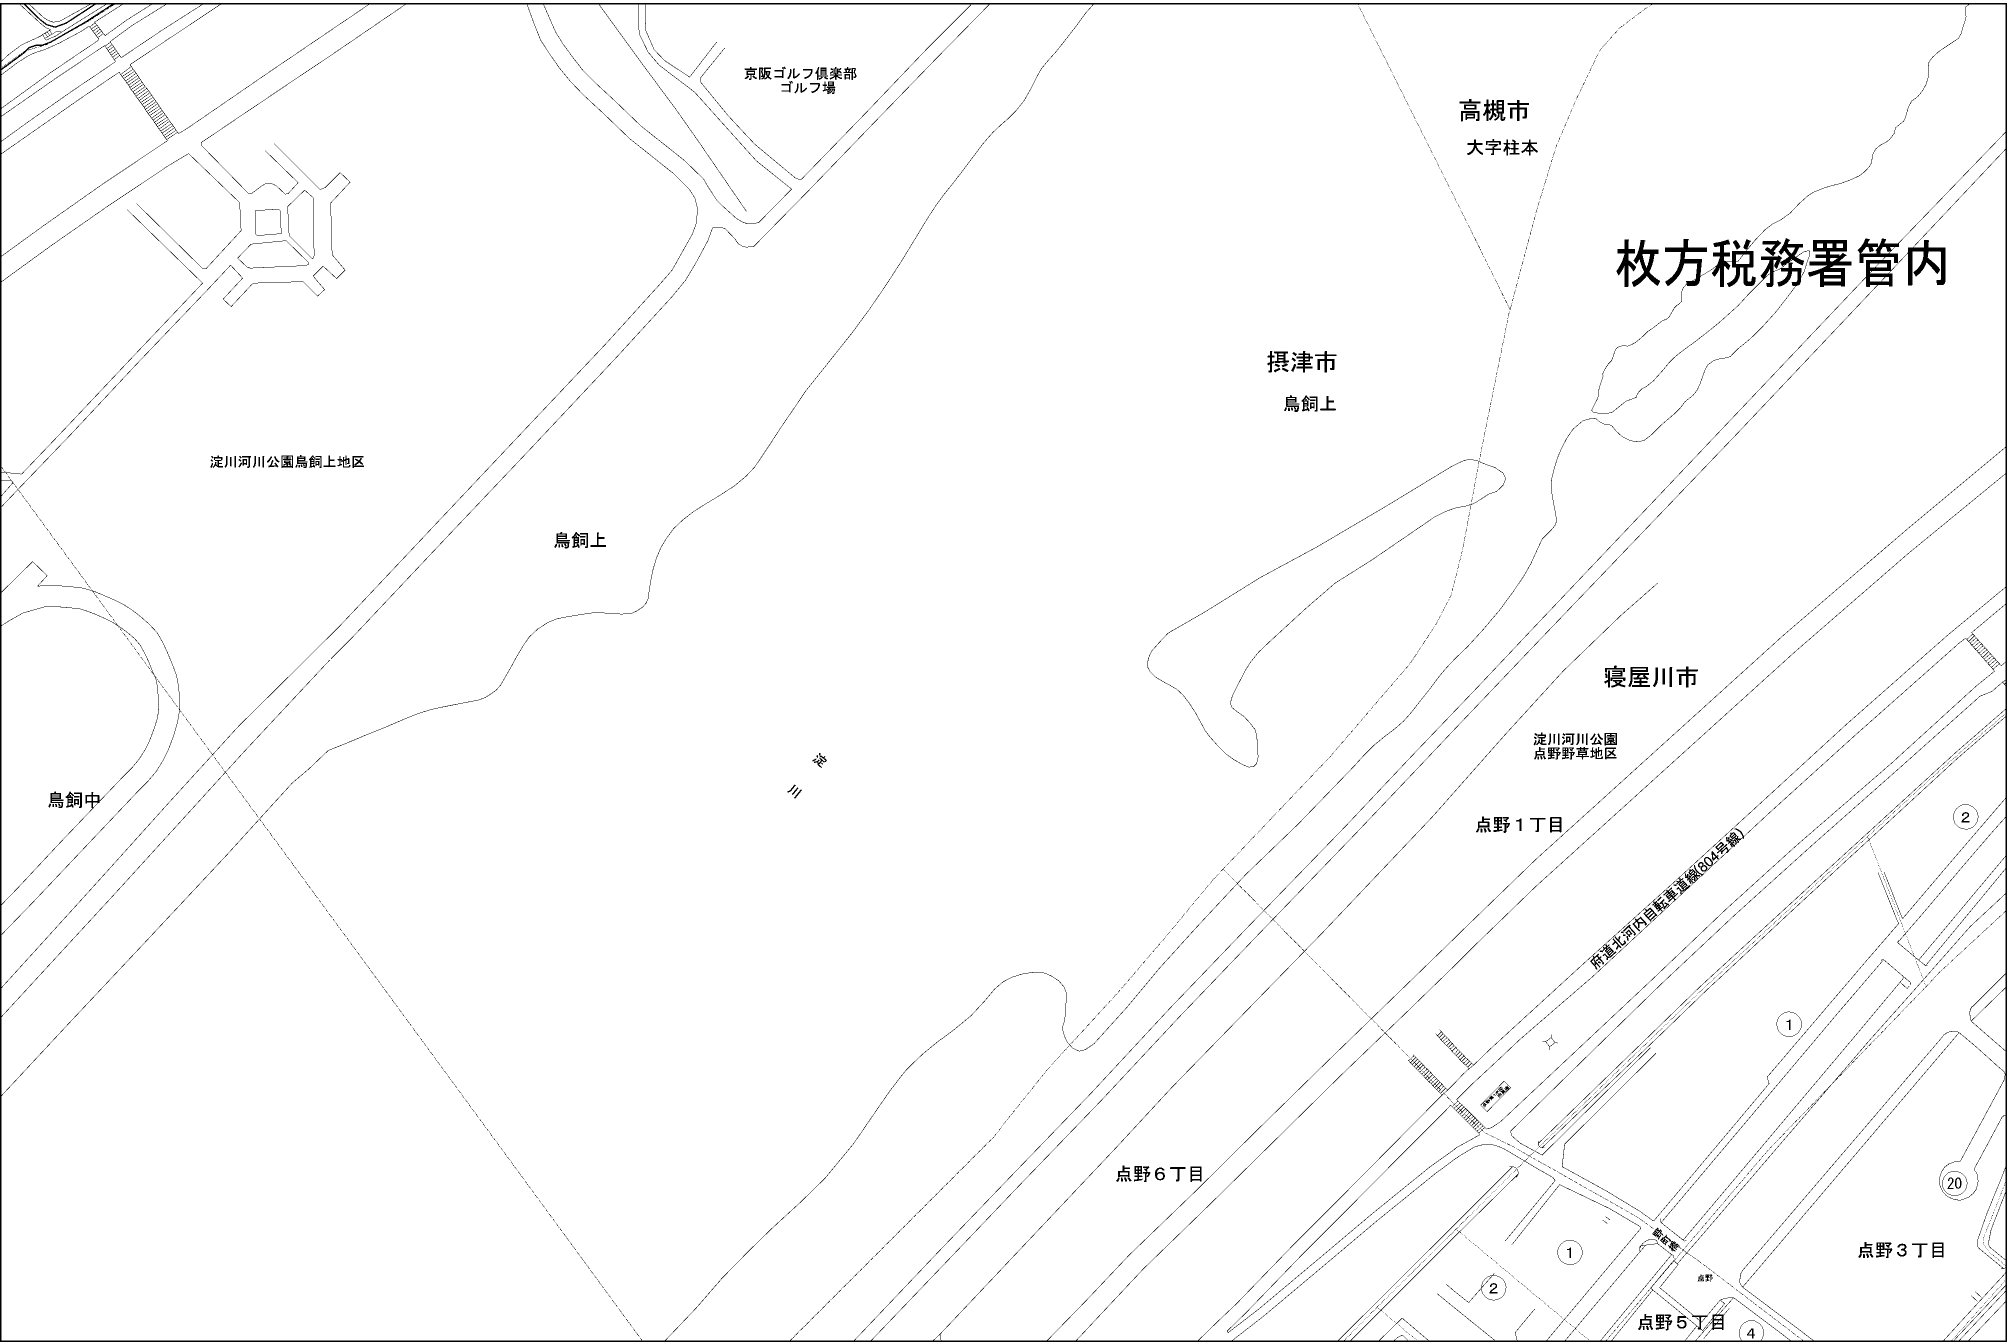 京阪ゴルフ倶楽部
ゴルフ場
高槻市
大字柱本
枚方税務署管内
摂津市
鳥飼上
淀川河川公園鳥飼上地区
鳥飼上
寝屋川市
淀川河川公園
点野野草地区
淀
川
鳥飼中
点野１丁目
2
府道北河内自転車道線(804号線)
1
点野６丁目
20
1
点野３丁目
点野
2
点野５丁目
4